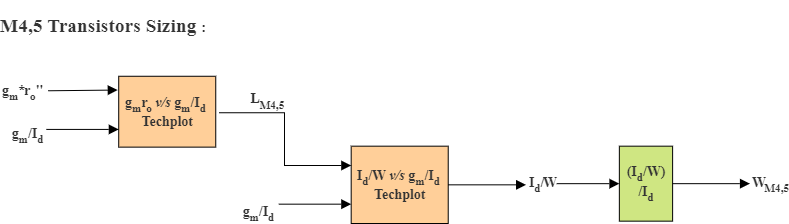 M4,5 Transistors Sizing :
gm*ro"
gm/Id
gmro v/s gm/Id
Techplot
LM4,5
Id/W v/s gm/Id
Techplot
gm/Id
Id/W
(Id/W)
/Id
WM4,5